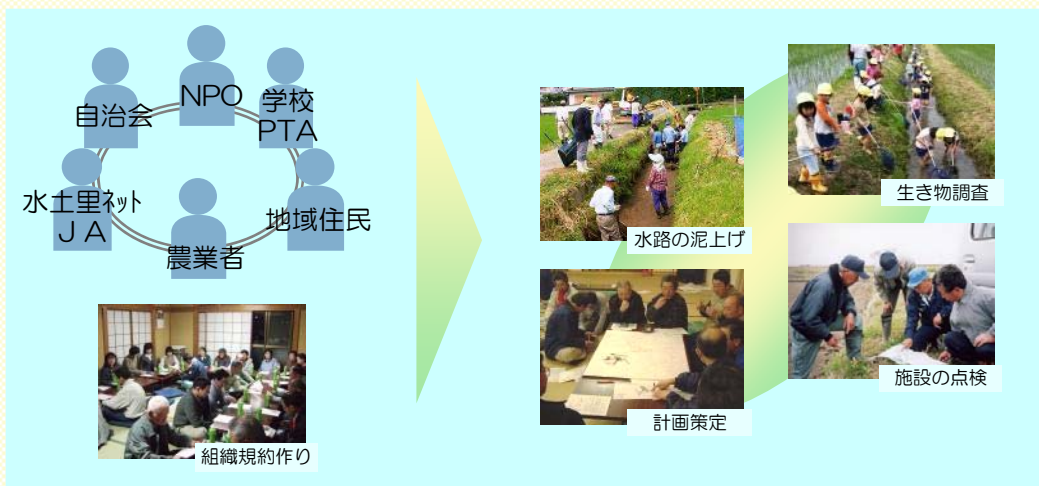 NPO
自治会
学校
PTA
水土里ﾈｯﾄ
ＪＡ
地域住民
農業者
組織規約作り
水路の泥上げ
生き物調査
計画策定
施設の点検